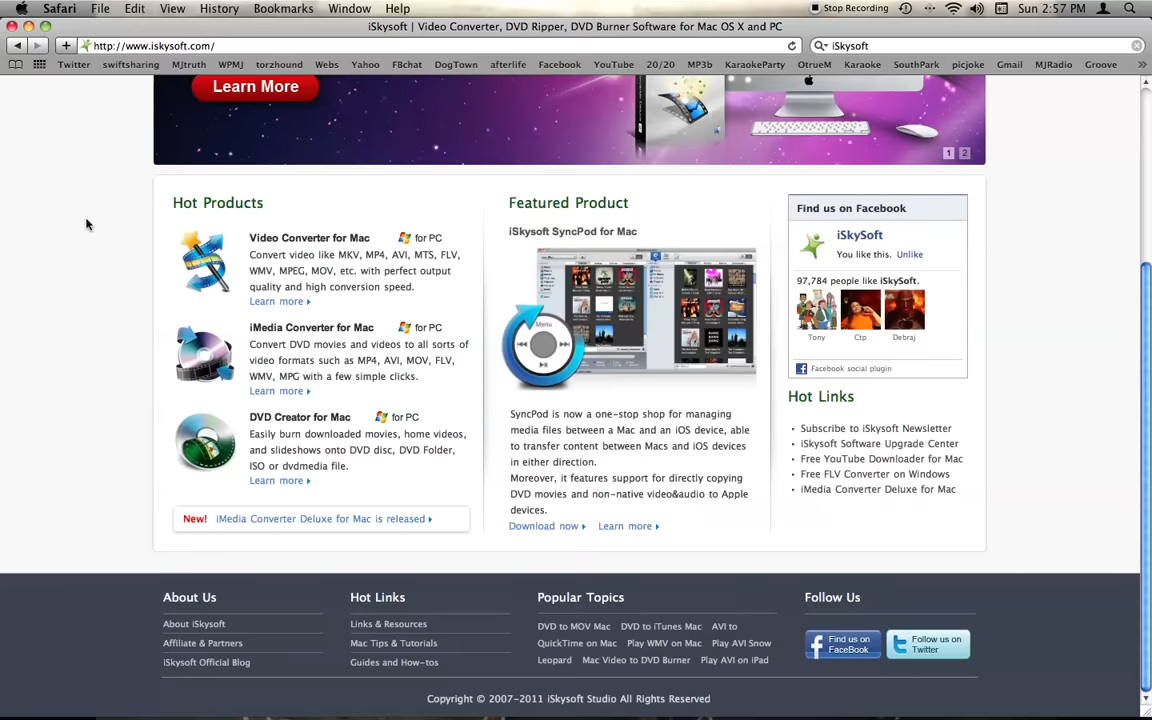 Safari File Edit View History Bookmarks Window Help Stop Recording Sun 2:57 PM
iSkysoft | Video Converter, DVD Ripper, DVD Burner Software for Mac OS X and PC
http://www.iskysoft.com/ iSkysoft
Twitter swiftsharing MJtruth WPMJ torzhound Webs Yahoo FBchat DogTown afterlife Facebook YouTube 20/20 MP3b KaraokeParty OtrueM Karaoke SouthPark picjoke Gmail MJRadio Groove
Learn More
1 2
Hot Products
Video Converter for Mac for PC
Convert video like MKV, MP4, AVI, MTS, FLV,
WMV, MPEG, MOV, etc. with perfect output
quality and high conversion speed.
Learn more
iMedia Converter for Mac for PC
Convert DVD movies and videos to all sorts of
video formats such as MP4, AVI, MOV, FLV,
WMV, MPG with a few simple clicks.
Learn more
DVD Creator for Mac for PC
Easily burn downloaded movies, home videos,
and slideshows onto DVD disc, DVD Folder,
ISO or dvdmedia file.
Learn more
New! iMedia Converter Deluxe for Mac is released
Featured Product
iSkysoft SyncPod for Mac
Menu
SyncPod is now a one-stop shop for managing
media files between a Mac and an iOS device, able
to transfer content between Macs and iOS devices
in either direction.
Moreover, it features support for directly copying
DVD movies and non-native video&audio to Apple
devices.
Download now Learn more
Find us on Facebook
iSkySoft
You like this. Unlike
97,784 people like iSkySoft.
Tony Ctp Debraj
Facebook social plugin
Hot Links
Subscribe to iSkysoft Newsletter
iSkysoft Software Upgrade Center
Free YouTube Downloader for Mac
Free FLV Converter on Windows
iMedia Converter Deluxe for Mac
About Us
About iSkysoft
Affiliate & Partners
iSkysoft Official Blog
Hot Links
Links & Resources
Mac Tips & Tutorials
Guides and How-tos
Popular Topics
DVD to MOV Mac DVD to iTunes Mac AVI to
QuickTime on Mac Play WMV on Mac Play AVI Snow
Leopard Mac Video to DVD Burner Play AVI on iPad
Follow Us
Find us on
FaceBook
Follow us on
Twitter
Copyright © 2007-2011 iSkysoft Studio All Rights Reserved